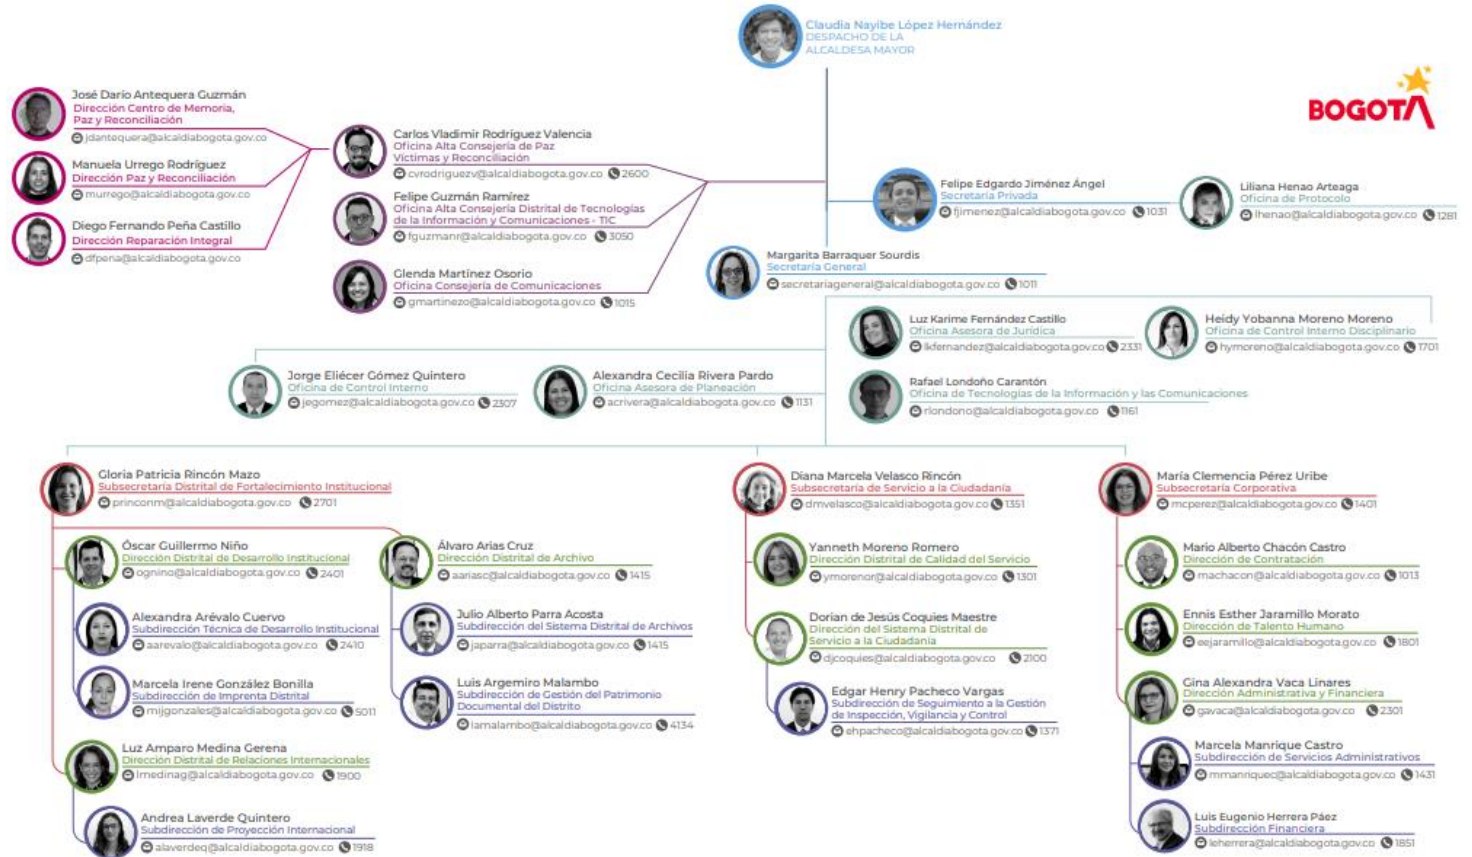 Claudia Nayibe López Hernández
DESPACHO DE LA
ALCALDESA MAYOR
BOGOTÁ
José Darío Antequera Guzmán
Dirección Centro de Memoria,
Paz y Reconciliación
jdantequera@alcaldiabogota.gov.co
Manuela Urrego Rodríguez
Dirección Paz y Reconciliación
murrego@alcaldiabogota.gov.co
Diego Fernando Peña Castillo
Dirección Reparación Integral
dfpena@alcaldiabogota.gov.co
Carlos Vladimir Rodríguez Valencia
Oficina Alta Consejería de Paz
Víctimas y Reconciliación
cvrodriguezv@alcaldiabogota.gov.co 2600
Felipe Guzmán Ramírez
Oficina Alta Consejería Distrital de Tecnologías
de la Información y Comunicaciones - TIC
fguzmanr@alcaldiabogota.gov.co 3050
Glenda Martínez Osorio
Oficina Consejería de Comunicaciones
gmartinezo@alcaldiabogota.gov.co 1015
Felipe Edgardo Jiménez Ángel
Secretaría Privada
fjimenez@alcaldiabogota.gov.co 1031
Liliana Henao Arteaga
Oficina de Protocolo
lhenao@alcaldiabogota.gov.co 1281
Margarita Barraquer Sourdis
Secretaría General
secretariageneral@alcaldiabogota.gov.co 1011
Luz Karime Fernández Castillo
Oficina Asesora de Jurídica
lkfernandez@alcaldiabogota.gov.co 2331
Heidy Yobanna Moreno Moreno
Oficina de Control Interno Disciplinario
hymoreno@alcaldiabogota.gov.co 1701
Jorge Eliécer Gómez Quintero
Oficina de Control Interno
jegomez@alcaldiabogota.gov.co 2307
Alexandra Cecilia Rivera Pardo
Oficina Asesora de Planeación
acrivera@alcaldiabogota.gov.co 1131
Rafael Londoño Carantón
Oficina de Tecnologías de la Información y las Comunicaciones
rlondono@alcaldiabogota.gov.co 1161
Gloria Patricia Rincón Mazo
Subsecretaría Distrital de Fortalecimiento Institucional
princonm@alcaldiabogota.gov.co 2701
Óscar Guillermo Niño
Dirección Distrital de Desarrollo Institucional
ognino@alcaldiabogota.gov.co 2401
Alexandra Arévalo Cuervo
Subdirección Técnica de Desarrollo Institucional
aarevalo@alcaldiabogota.gov.co 2410
Marcela Irene González Bonilla
Subdirección de Imprenta Distrital
mijgonzales@alcaldiabogota.gov.co 5011
Luz Amparo Medina Gerena
Dirección Distrital de Relaciones Internacionales
lmedinag@alcaldiabogota.gov.co 1900
Andrea Laverde Quintero
Subdirección de Proyección Internacional
alaverdeq@alcaldiabogota.gov.co 1918
Álvaro Arias Cruz
Dirección Distrital de Archivo
aariasc@alcaldiabogota.gov.co 1415
Julio Alberto Parra Acosta
Subdirección del Sistema Distrital de Archivos
japarra@alcaldiabogota.gov.co 1415
Luis Argemiro Malambo
Subdirección de Gestión del Patrimonio
Documental del Distrito
lamalambo@alcaldiabogota.gov.co 4134
Diana Marcela Velasco Rincón
Subsecretaría de Servicio a la Ciudadanía
dmvelasco@alcaldiabogota.gov.co 1351
Yanneth Moreno Romero
Dirección Distrital de Calidad del Servicio
ymorenor@alcaldiabogota.gov.co 1301
Dorian de Jesús Coquies Maestre
Dirección del Sistema Distrital de
Servicio a la Ciudadanía
djcoquies@alcaldiabogota.gov.co 2100
Edgar Henry Pacheco Vargas
Subdirección de Seguimiento a la Gestión
de Inspección, Vigilancia y Control
ehpacheco@alcaldiabogota.gov.co 1371
María Clemencia Pérez Uribe
Subsecretaría Corporativa
mcperez@alcaldiabogota.gov.co 1401
Mario Alberto Chacón Castro
Dirección de Contratación
machacon@alcaldiabogota.gov.co 1013
Ennis Esther Jaramillo Morato
Dirección de Talento Humano
eejaramillo@alcaldiabogota.gov.co 1801
Gina Alexandra Vaca Linares
Dirección Administrativa y Financiera
gavaca@alcaldiabogota.gov.co 2301
Marcela Manrique Castro
Subdirección de Servicios Administrativos
mmanriquec@alcaldiabogota.gov.co 1431
Luis Eugenio Herrera Páez
Subdirección Financiera
leherrera@alcaldiabogota.gov.co 1851